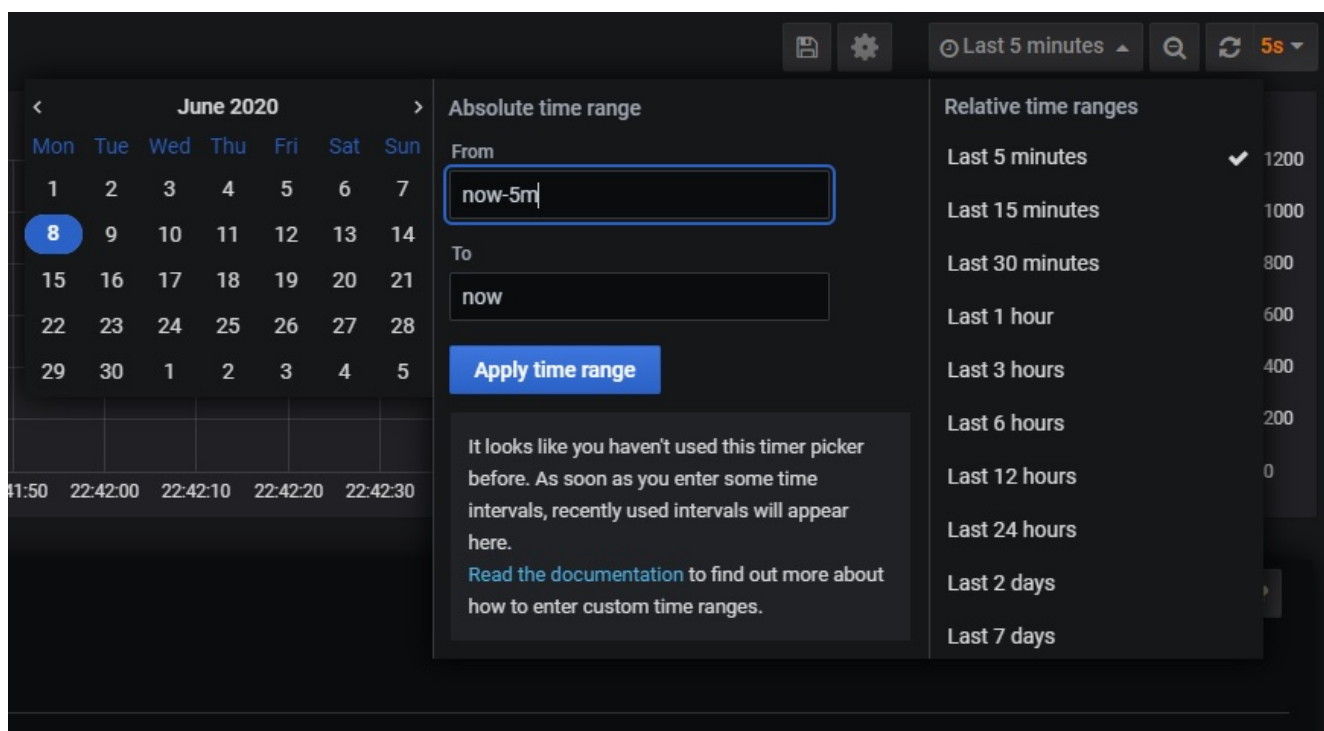 Last 5 minutes 5s
June 2020
Mon Tue Wed Thu Fri Sat Sun
1 2 3 4 5 6 7
8 9 10 11 12 13 14
15 16 17 18 19 20 21
22 23 24 25 26 27 28
29 30 1 2 3 4 5
41:50 22:42:00 22:42:10 22:42:20 22:42:30
Absolute time range
From
now-5m
To
now
Apply time range
It looks like you haven't used this timer picker
before. As soon as you enter some time
intervals, recently used intervals will appear
here.
Read the documentation to find out more about
how to enter custom time ranges.
Relative time ranges
Last 5 minutes
Last 15 minutes
Last 30 minutes
Last 1 hour
Last 3 hours
Last 6 hours
Last 12 hours
Last 24 hours
Last 2 days
Last 7 days
1200
1000
800
600
400
200
0